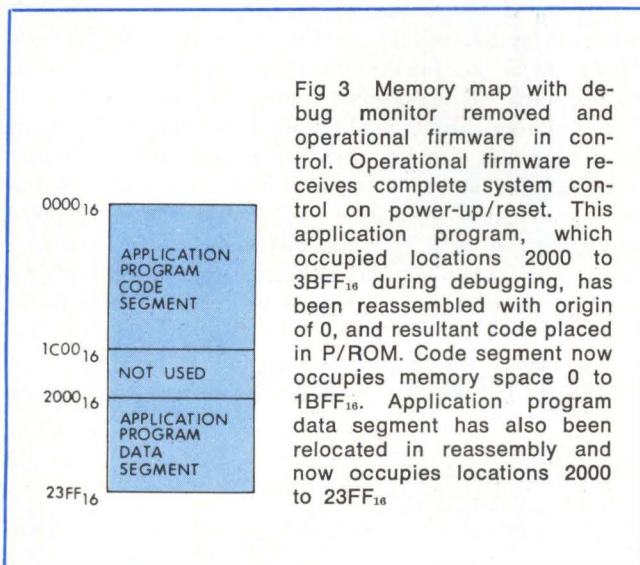 Fig 3 Memory map with de-
bug monitor removed and
operational firmware in con-
trol. Operational firmware re-
ceives complete system con-
trol on power-up/reset. This
application program, which
occupied locations 2000 to
3BFF₁₆ during debugging, has
been reassembled with origin
of 0, and resultant code placed
in P/ROM. Code segment now
occupies memory space 0 to
1BFF₁₆. Application program
data segment has also been
relocated in reassembly and
now occupies locations 2000
to 23FF₁₆
0000₁₆
APPLICATION
PROGRAM
CODE
SEGMENT
1C00₁₆
NOT USED
2000₁₆
APPLICATION
PROGRAM
DATA
SEGMENT
23FF₁₆